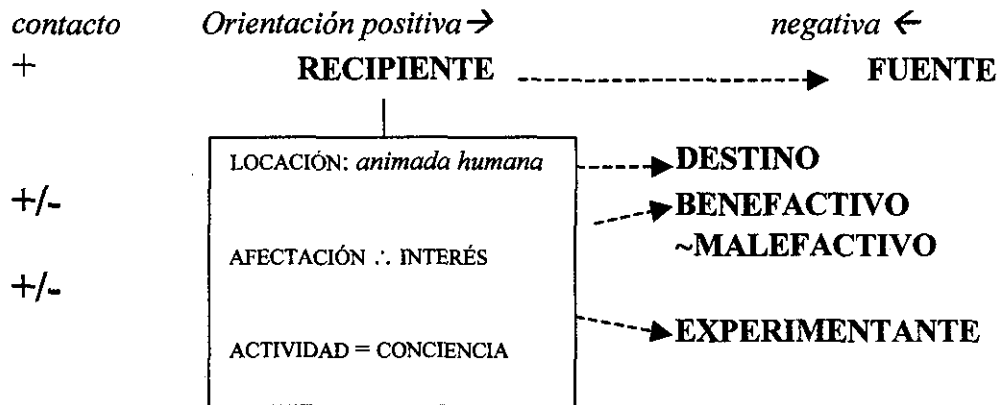 contacto Orientación positiva → negativa ←
+ RECIPIENTE FUENTE
LOCACIÓN: animada humana DESTINO
+/- BENEFACTIVO
~MALEFACTIVO
AFECTACIÓN ∴ INTERÉS
+/-
EXPERIMENTANTE
ACTIVIDAD = CONCIENCIA